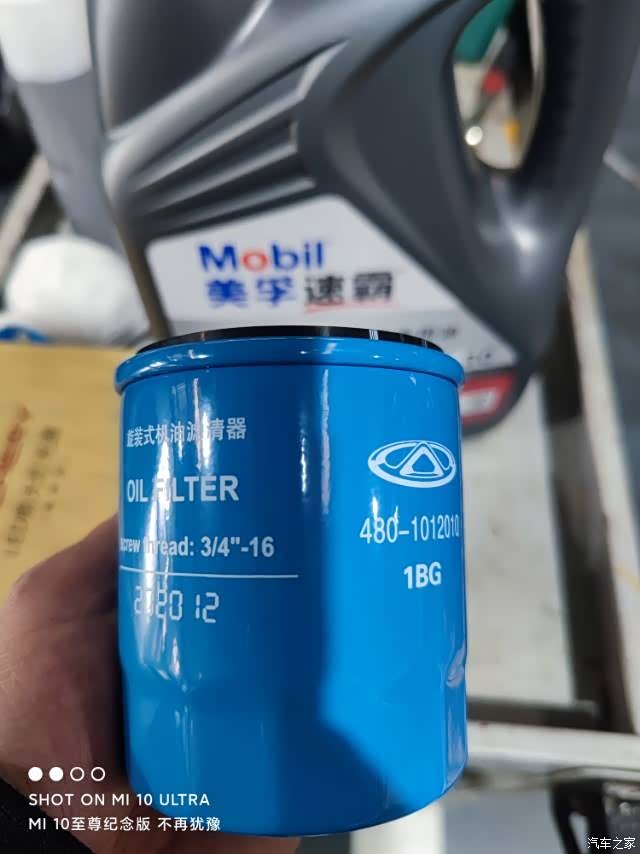 Mobil
美孚速霸
旋装式机油滤清器
OIL FILTER
screw thread: 3/4"-16
202012
480-1012010
1BG
SHOT ON MI 10 ULTRA
MI 10至尊纪念版 不再犹豫
汽车之家